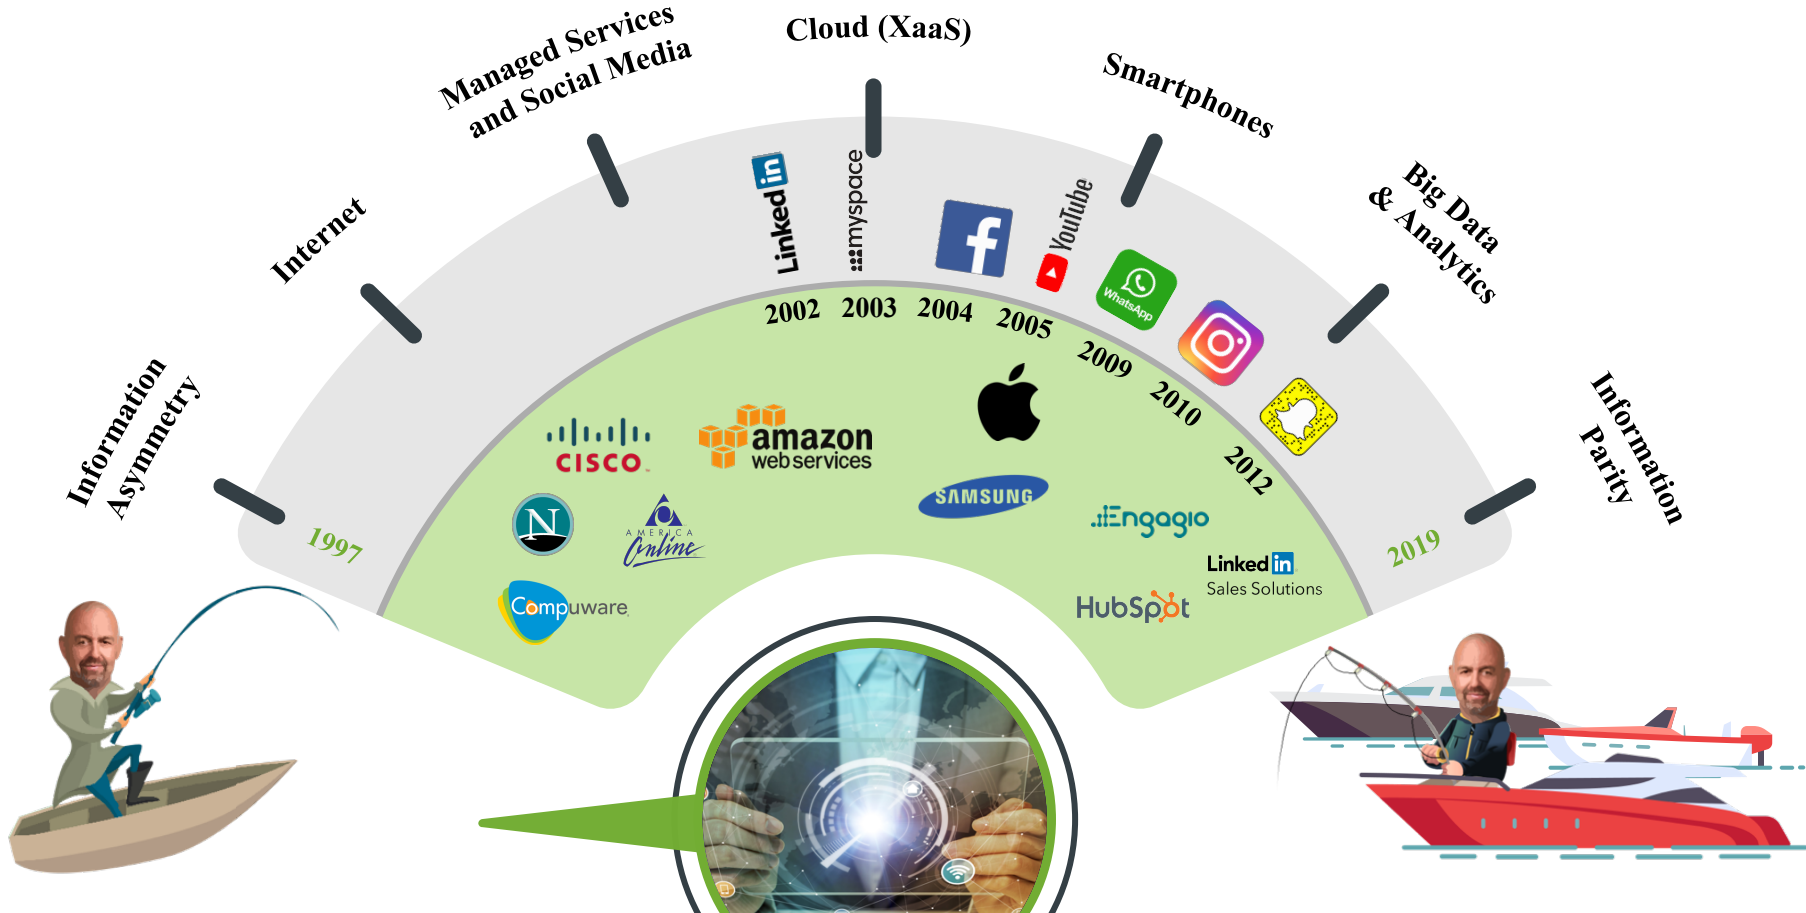 Information
Asymmetry
Internet
Managed Services
and Social Media
Cloud (XaaS)
Smartphones
Big Data
& Analytics
Information
Parity
1997
Linked in
myspace
f
YouTube
WhatsApp
2002
2003
2004
2005
2009
2010
2012
2019
CISCO
amazon
web services
N
AMERICA
Online
Compuware
SAMSUNG
Engagio
Linked in
Sales Solutions
HubSpot